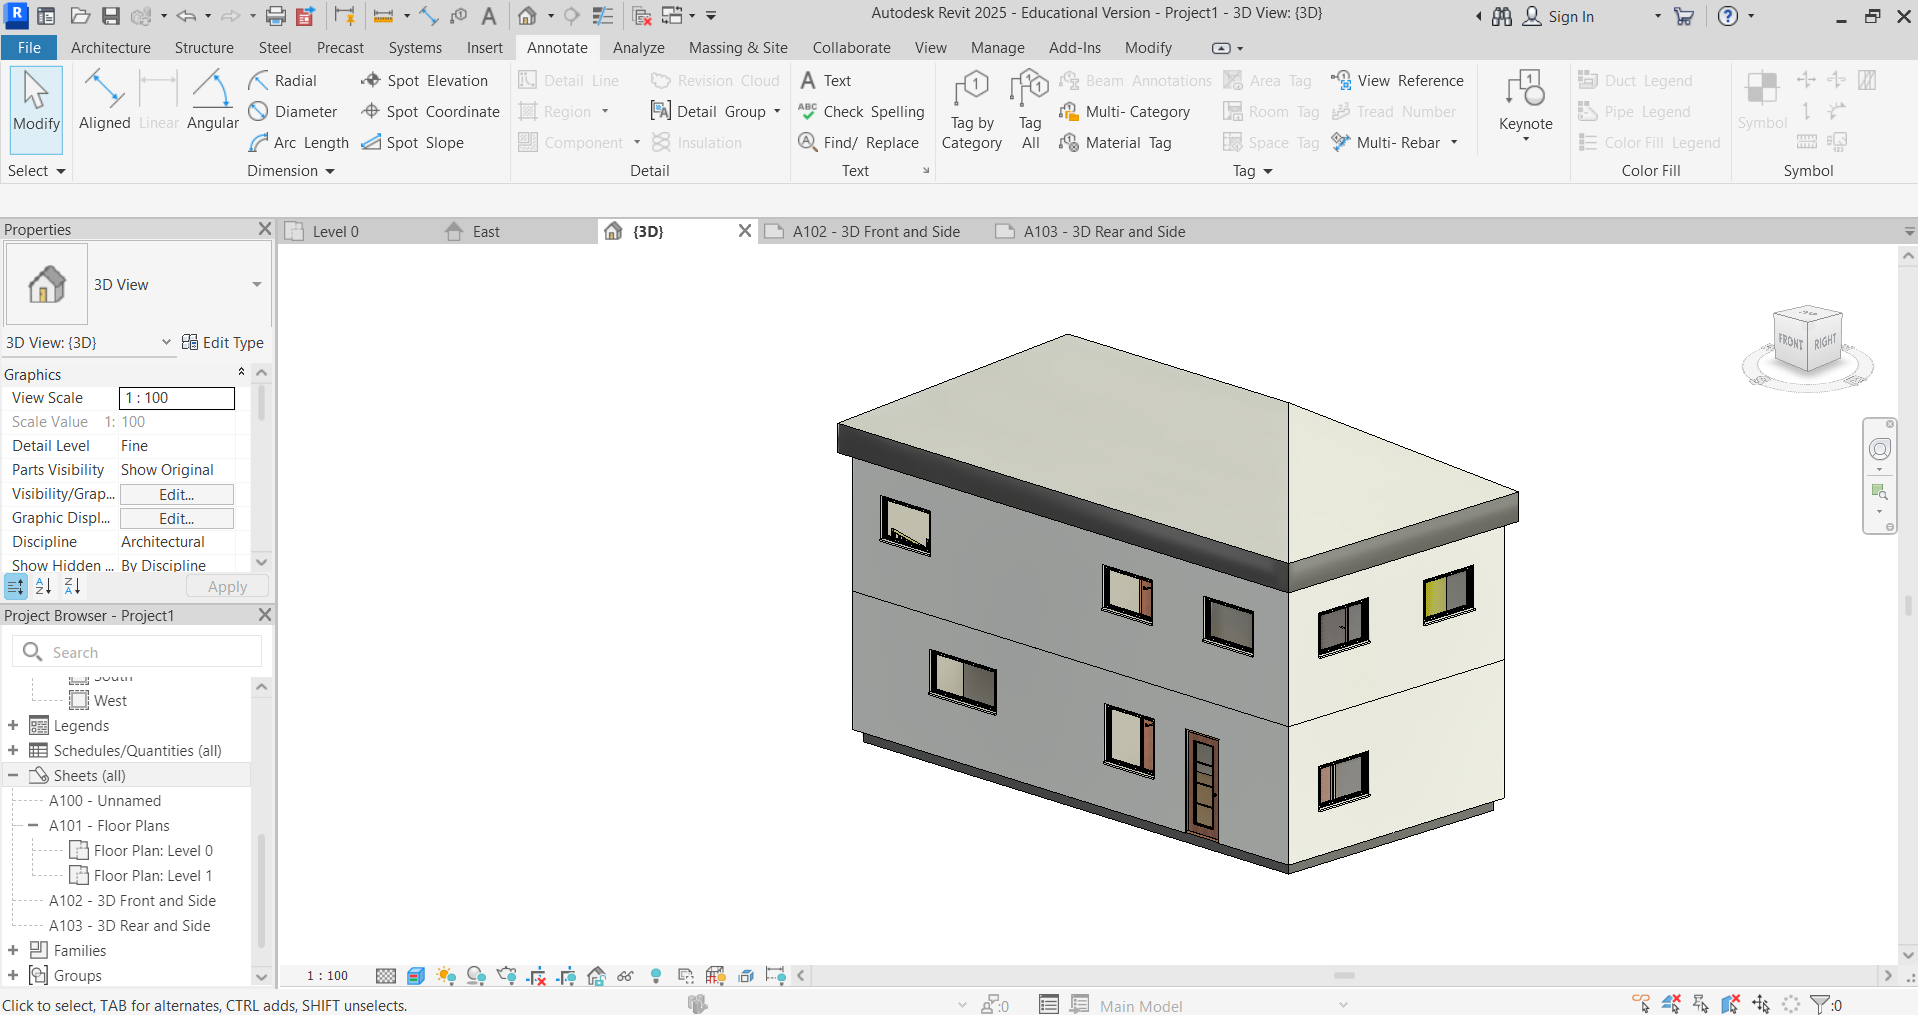 Autodesk Revit 2025 - Educational Version - Project1 - 3D View: {3D}
Sign In
File Architecture Structure Steel Precast Systems Insert Annotate Analyze Massing & Site Collaborate View Manage Add-Ins Modify
Modify
Select
Aligned
Linear
Angular
Radial
Diameter
Arc Length
Spot Elevation
Spot Coordinate
Spot Slope
Dimension
Detail Line
Region
Component
Revision Cloud
Detail Group
Insulation
Detail
Text
Check Spelling
Find/ Replace
Text
Tag by
Category
Tag
All
Beam Annotations
Multi- Category
Material Tag
Area Tag
Room Tag
Space Tag
View Reference
Tread Number
Multi- Rebar
Tag
Keynote
Duct Legend
Pipe Legend
Color Fill Legend
Color Fill
Symbol
Symbol
Properties
Level 0
East
{3D}
A102 - 3D Front and Side
A103 - 3D Rear and Side
3D View
3D View: {3D}
Edit Type
Graphics
View Scale 1 : 100
Scale Value 1: 100
Detail Level Fine
Parts Visibility Show Original
Visibility/Grap... Edit...
Graphic Displ... Edit...
Discipline Architectural
Show Hidden ... By Discipline
Apply
Project Browser - Project1
Search
South
West
Legends
Schedules/Quantities (all)
Sheets (all)
A100 - Unnamed
A101 - Floor Plans
Floor Plan: Level 0
Floor Plan: Level 1
A102 - 3D Front and Side
A103 - 3D Rear and Side
Families
Groups
FRONT
RIGHT
1 : 100
Click to select, TAB for alternates, CTRL adds, SHIFT unselects.
:0
Main Model
:0